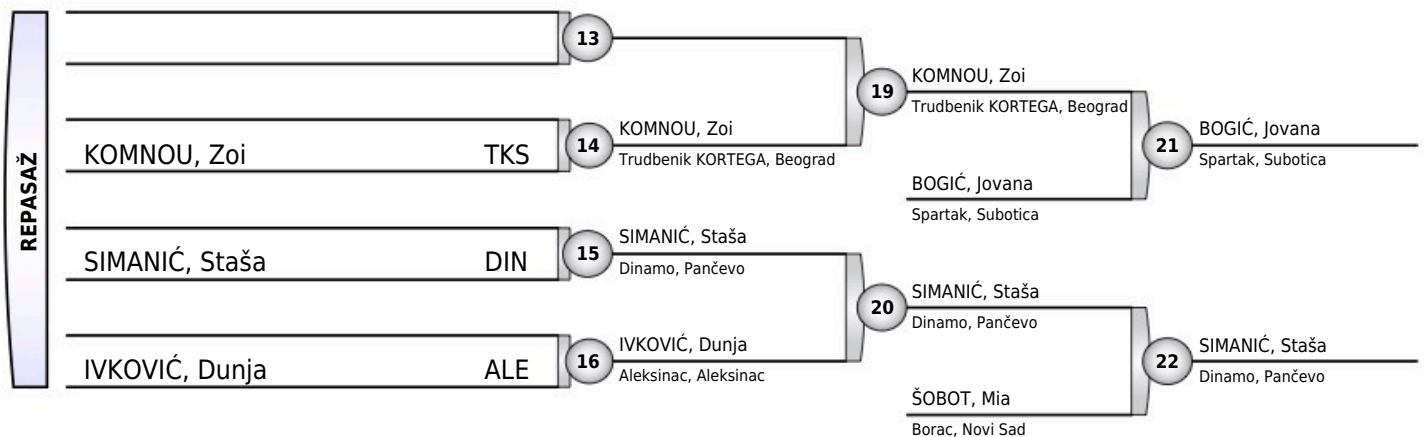 REPASAŽ
13
KOMNOU, Zoi TKS
14
KOMNOU, Zoi
Trudbenik KORTEGA, Beograd
SIMANIĆ, Staša DIN
15
SIMANIĆ, Staša
Dinamo, Pančevo
IVKOVIĆ, Dunja ALE
16
IVKOVIĆ, Dunja
Aleksinac, Aleksinac
19
KOMNOU, Zoi
Trudbenik KORTEGA, Beograd
BOGIĆ, Jovana
Spartak, Subotica
20
SIMANIĆ, Staša
Dinamo, Pančevo
ŠOBOT, Mia
Borac, Novi Sad
21
BOGIĆ, Jovana
Spartak, Subotica
22
SIMANIĆ, Staša
Dinamo, Pančevo